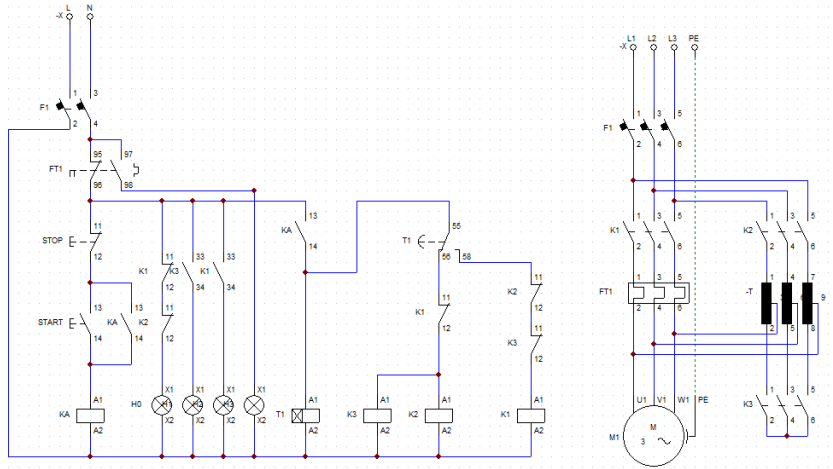 L N
-X
1 3
F1
2 4
95 97
FT1
96 98
11
STOP
12
13 13
START KA
14 14
A1
KA
A2
11 33 33
K1 K3 K1
12 34 34
11
K2
12
X1 X1 X1 X1
H0 H1 H2 H3
X2 X2 X2 X2
13
KA
14
A1
T1
A2
55
T1
56 58
11
K1
12
11
K2
12
11
K3
12
A1 A1 A1
K3 K2 K1
A2 A2 A2
L1 L2 L3 PE
-X
1 3 5
F1
2 4 6
1 3 5
K1
2 4 6
1 3 5
K2
2 4 6
1 3 5
FT1
2 4 6
1 4 7
-T
9
2 5 8
1 3 5
K3
2 4 6
U1 V1 W1 PE
M
M1
3